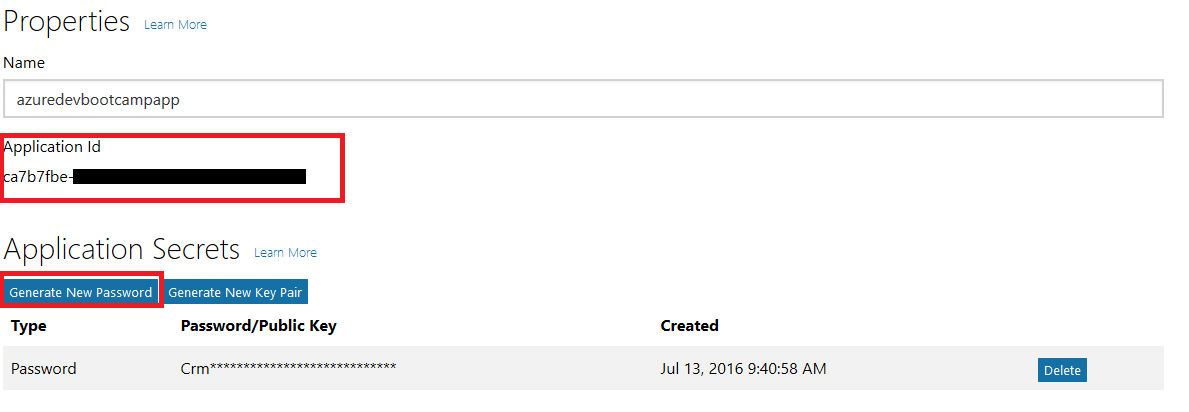 Properties Learn More
Name
azuredevbootcampapp
Application Id
ca7b7fbe-
Application Secrets Learn More
Generate New Password Generate New Key Pair
Type Password/Public Key Created
Password Crm**************************** Jul 13, 2016 9:40:58 AM Delete